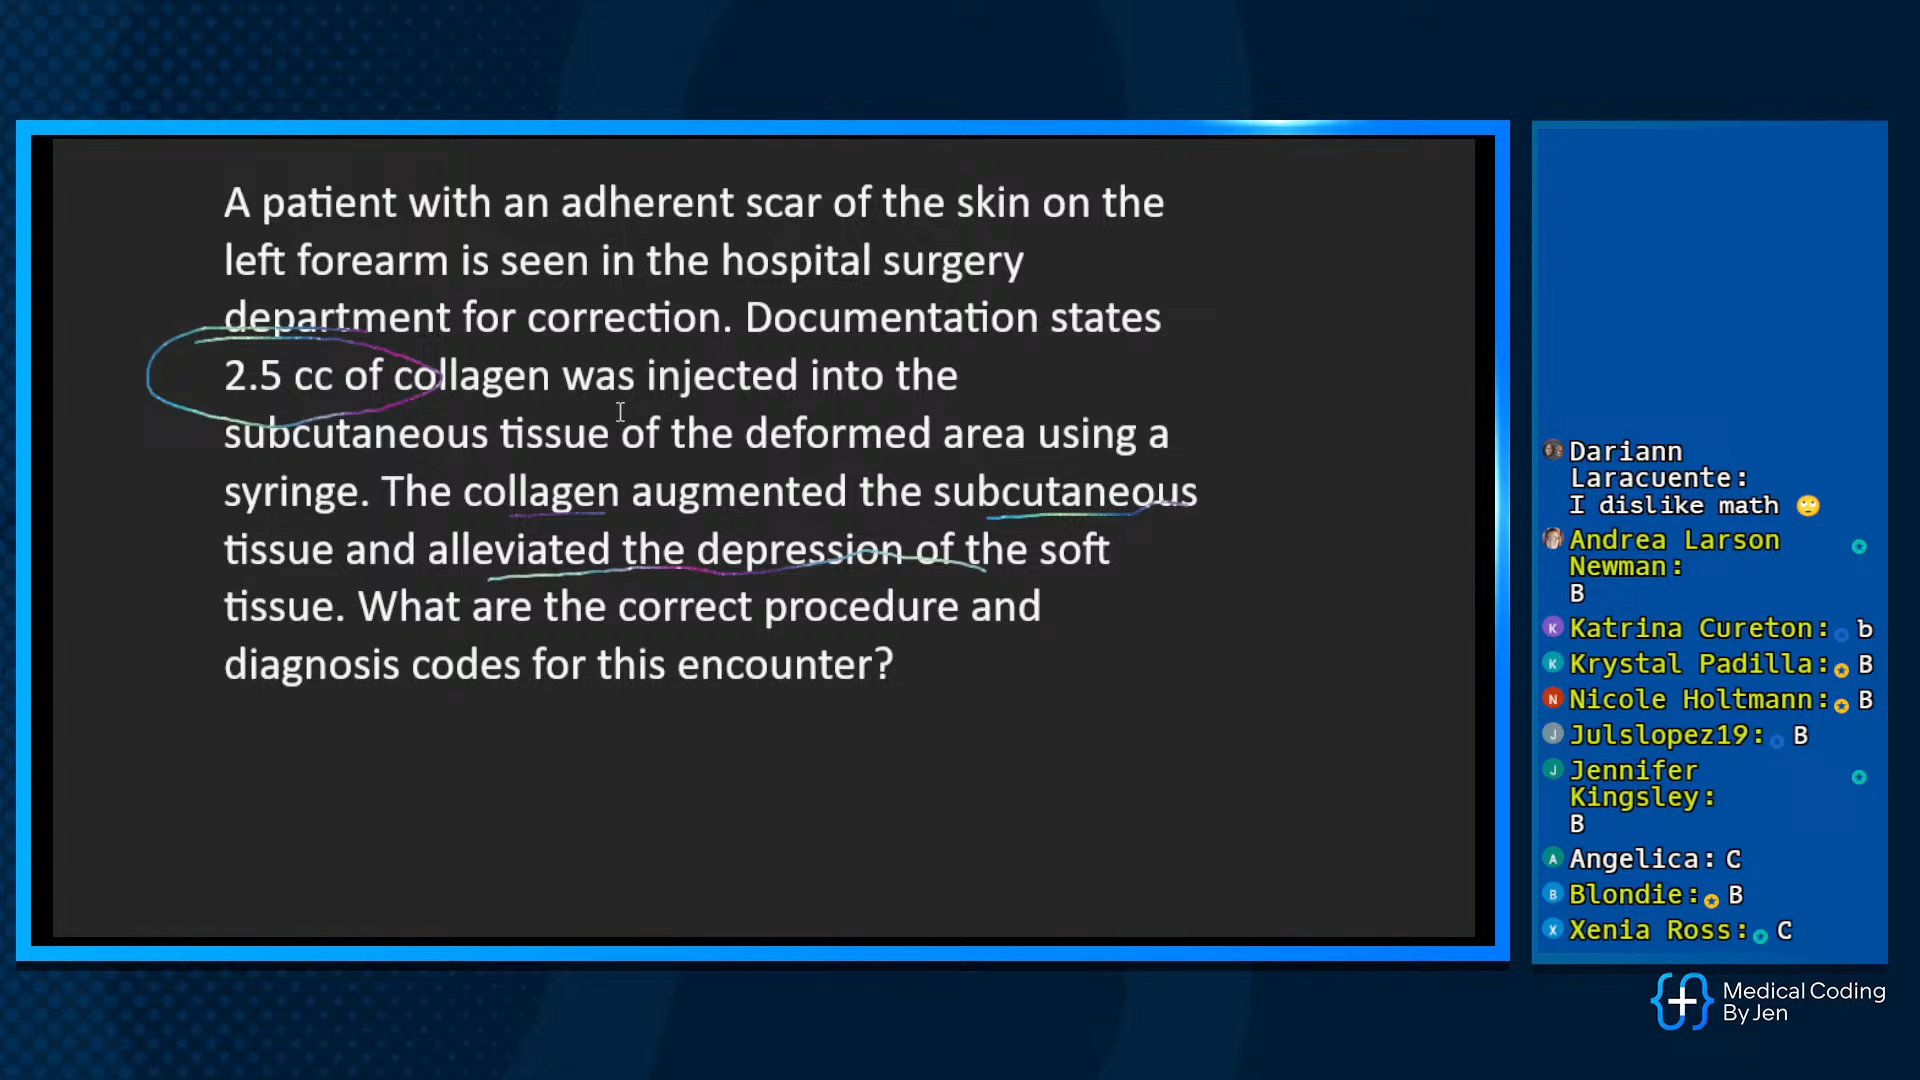 A patient with an adherent scar of the skin on the
left forearm is seen in the hospital surgery
department for correction. Documentation states
2.5 cc of collagen was injected into the
subcutaneous tissue of the deformed area using a
syringe. The collagen augmented the subcutaneous
tissue and alleviated the depression of the soft
tissue. What are the correct procedure and
diagnosis codes for this encounter?
Dariann
Laracuente:
I dislike math 🙄
Andrea Larson
Newman:
B
K Katrina Cureton: b
K Krystal Padilla: B
N Nicole Holtmann: B
J Julslopez19: B
J Jennifer
Kingsley:
B
A Angelica: C
B Blondie: B
X Xenia Ross: C
Medical Coding
By Jen